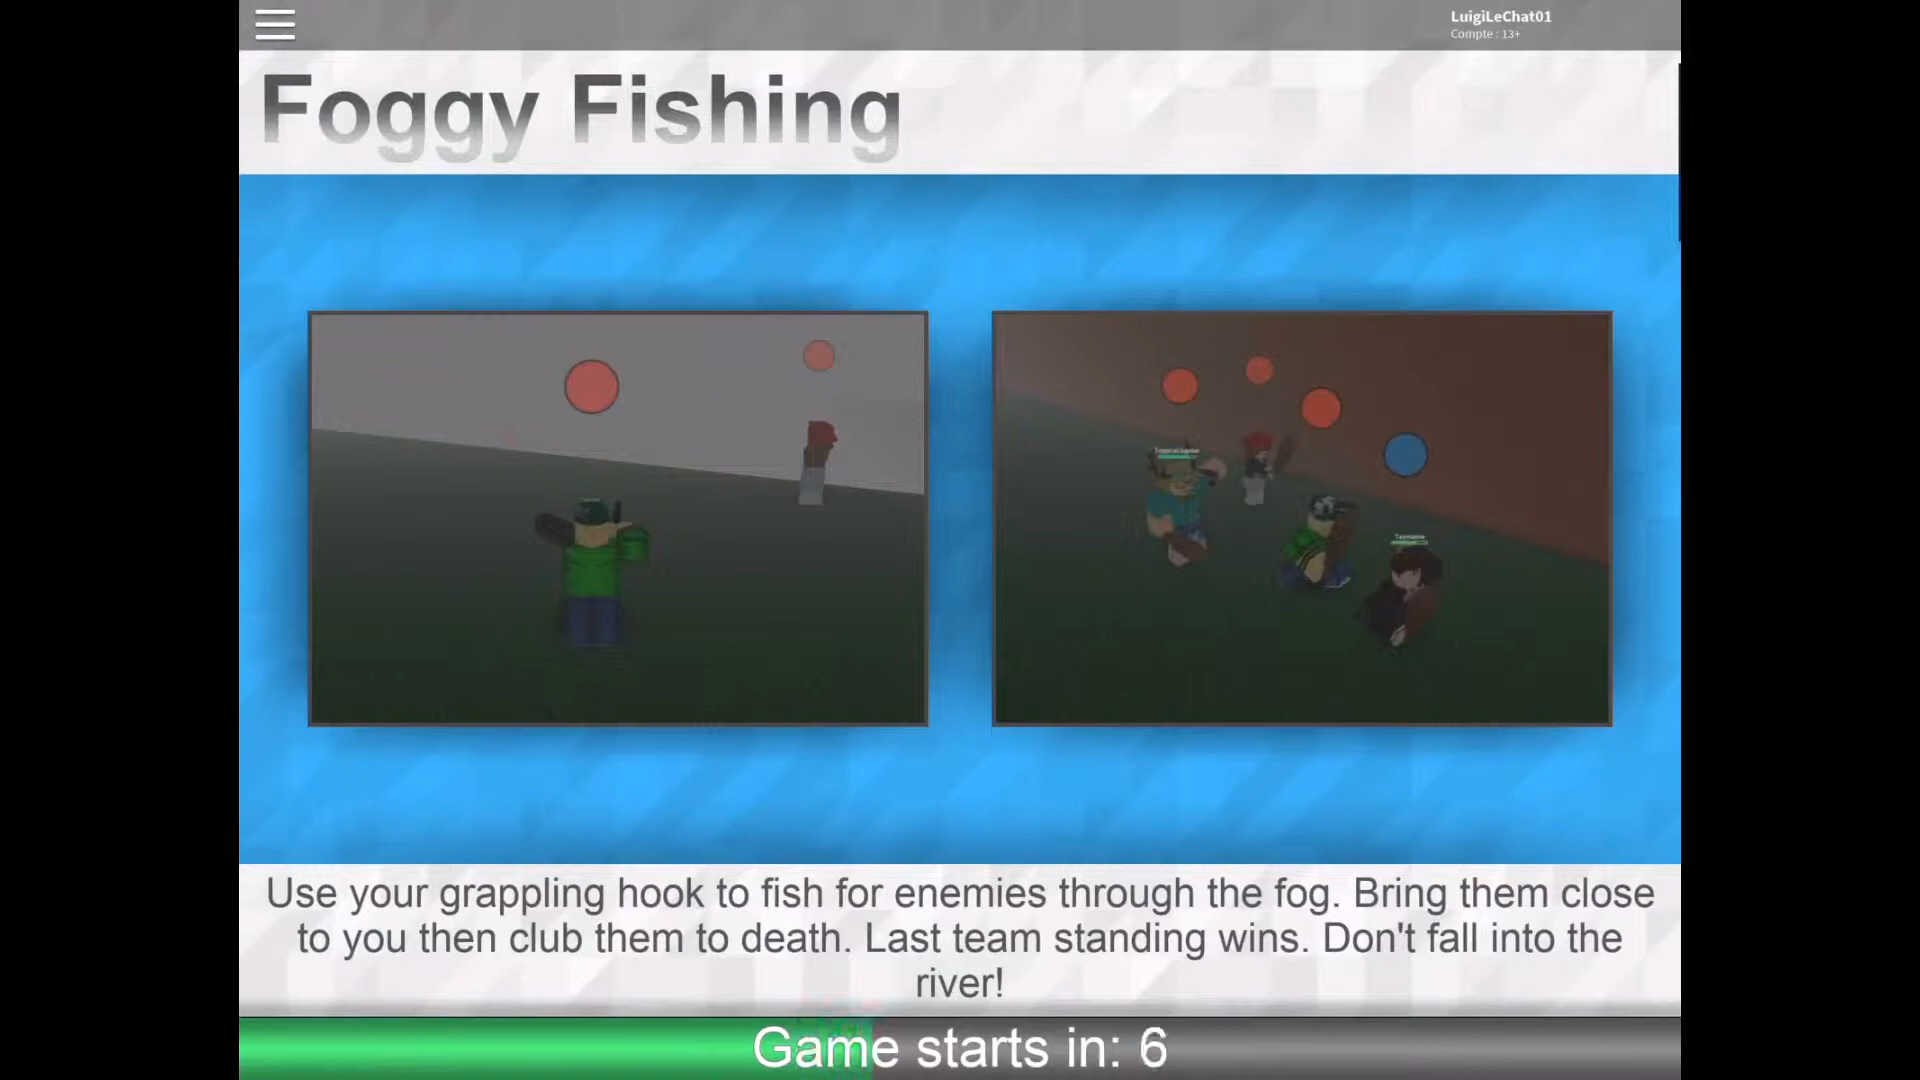 LuigiLeChat01
Compte : 13+
Foggy Fishing
Use your grappling hook to fish for enemies through the fog. Bring them close
to you then club them to death. Last team standing wins. Don't fall into the
river!
Game starts in: 6